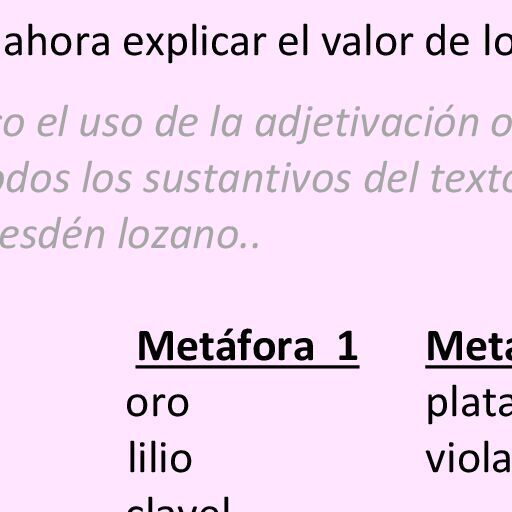 ahora explicar el valor de lo
o el uso de la adjetivación o
odos los sustantivos del texto
esdén lozano..
Metáfora 1 Metá
oro plata
lilio viola
clavel